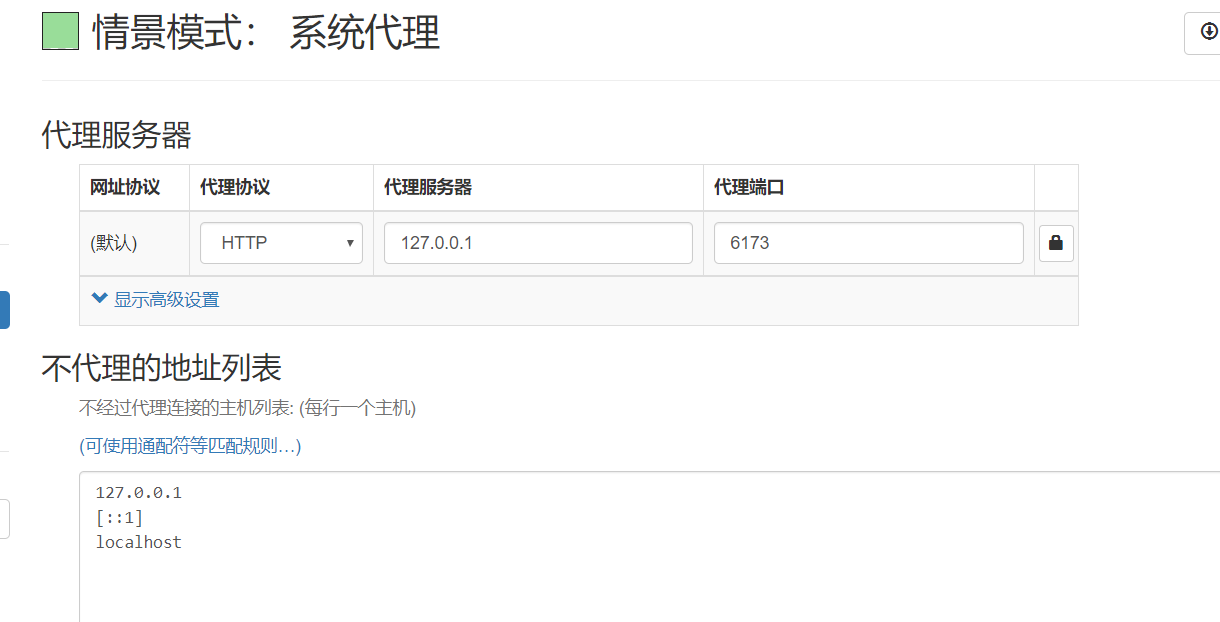 情景模式： 系统代理
代理服务器
网址协议 代理协议 代理服务器 代理端口
(默认) HTTP 127.0.0.1 6173
显示高级设置
不代理的地址列表
不经过代理连接的主机列表: (每行一个主机)
(可使用通配符等匹配规则…)
127.0.0.1
[::1]
localhost